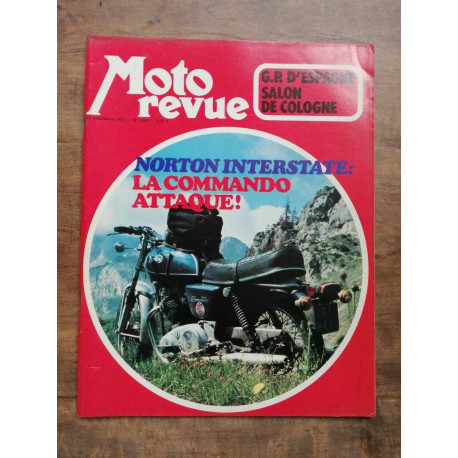 Moto
revue
G.P. D'ESPAGNE
SALON
DE COLOGNE
NORTON INTERSTATE:
LA COMMANDO
ATTAQUE!